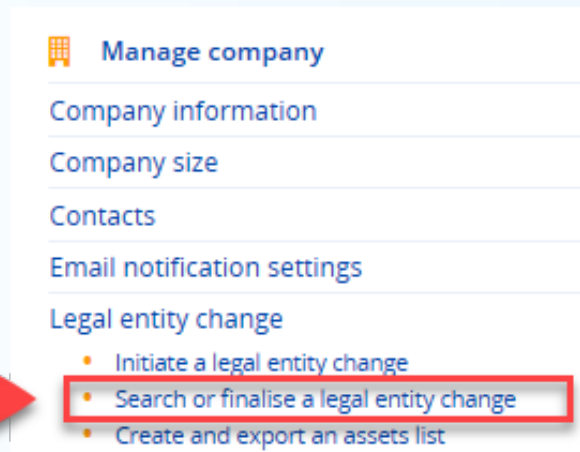 Manage company
Company information
Company size
Contacts
Email notification settings
Legal entity change
Initiate a legal entity change
Search or finalise a legal entity change
Create and export an assets list